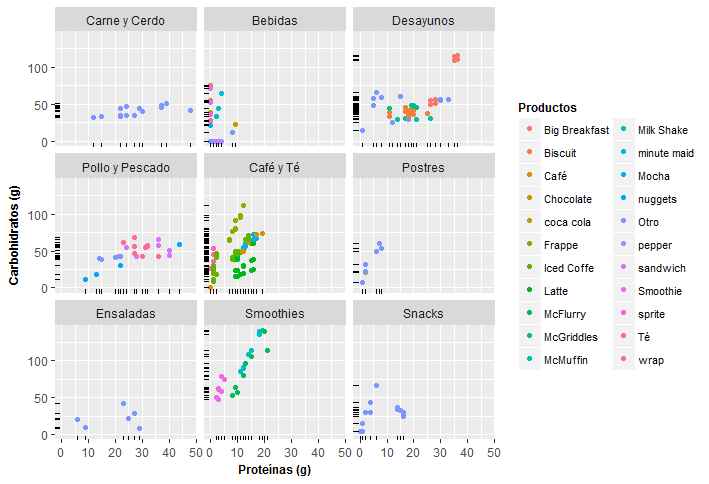 Carne y Cerdo Bebidas Desayunos
100
50
0
Pollo y Pescado Café y Té Postres
100
50
0
Ensaladas Smoothies Snacks
100
50
0
0 10 20 30 40 50 0 10 20 30 40 50 0 10 20 30 40 50
Proteínas (g)
Carbohidratos (g)
Productos
Big Breakfast
Biscuit
Café
Chocolate
coca cola
Frappe
Iced Coffe
Latte
McFlurry
McGriddles
McMuffin
Milk Shake
minute maid
Mocha
nuggets
Otro
pepper
sandwich
Smoothie
sprite
Té
wrap